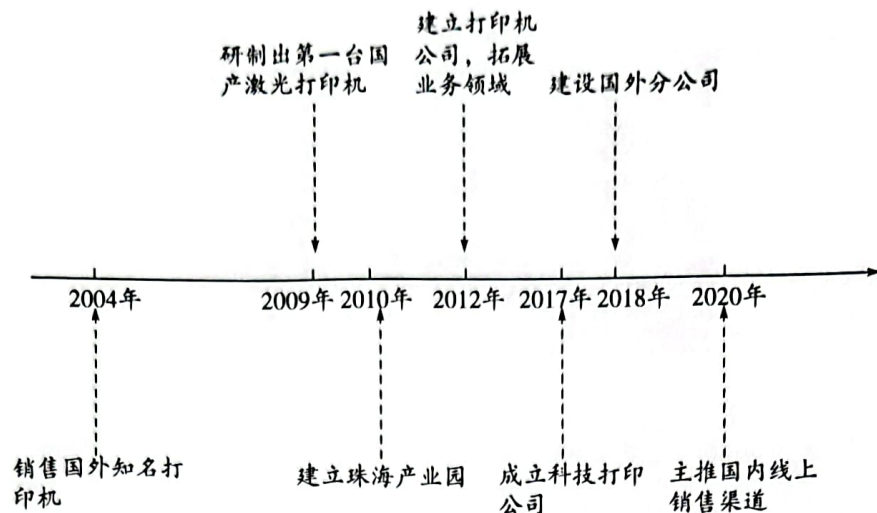 研制出第一台国
产激光打印机
建立打印机
公司，拓展
业务领域
建设国外分公司
2004年
2009年
2010年
2012年
2017年
2018年
2020年
销售国外知名打
印机
建立珠海产业园
成立科技打印
公司
主推国内线上
销售渠道